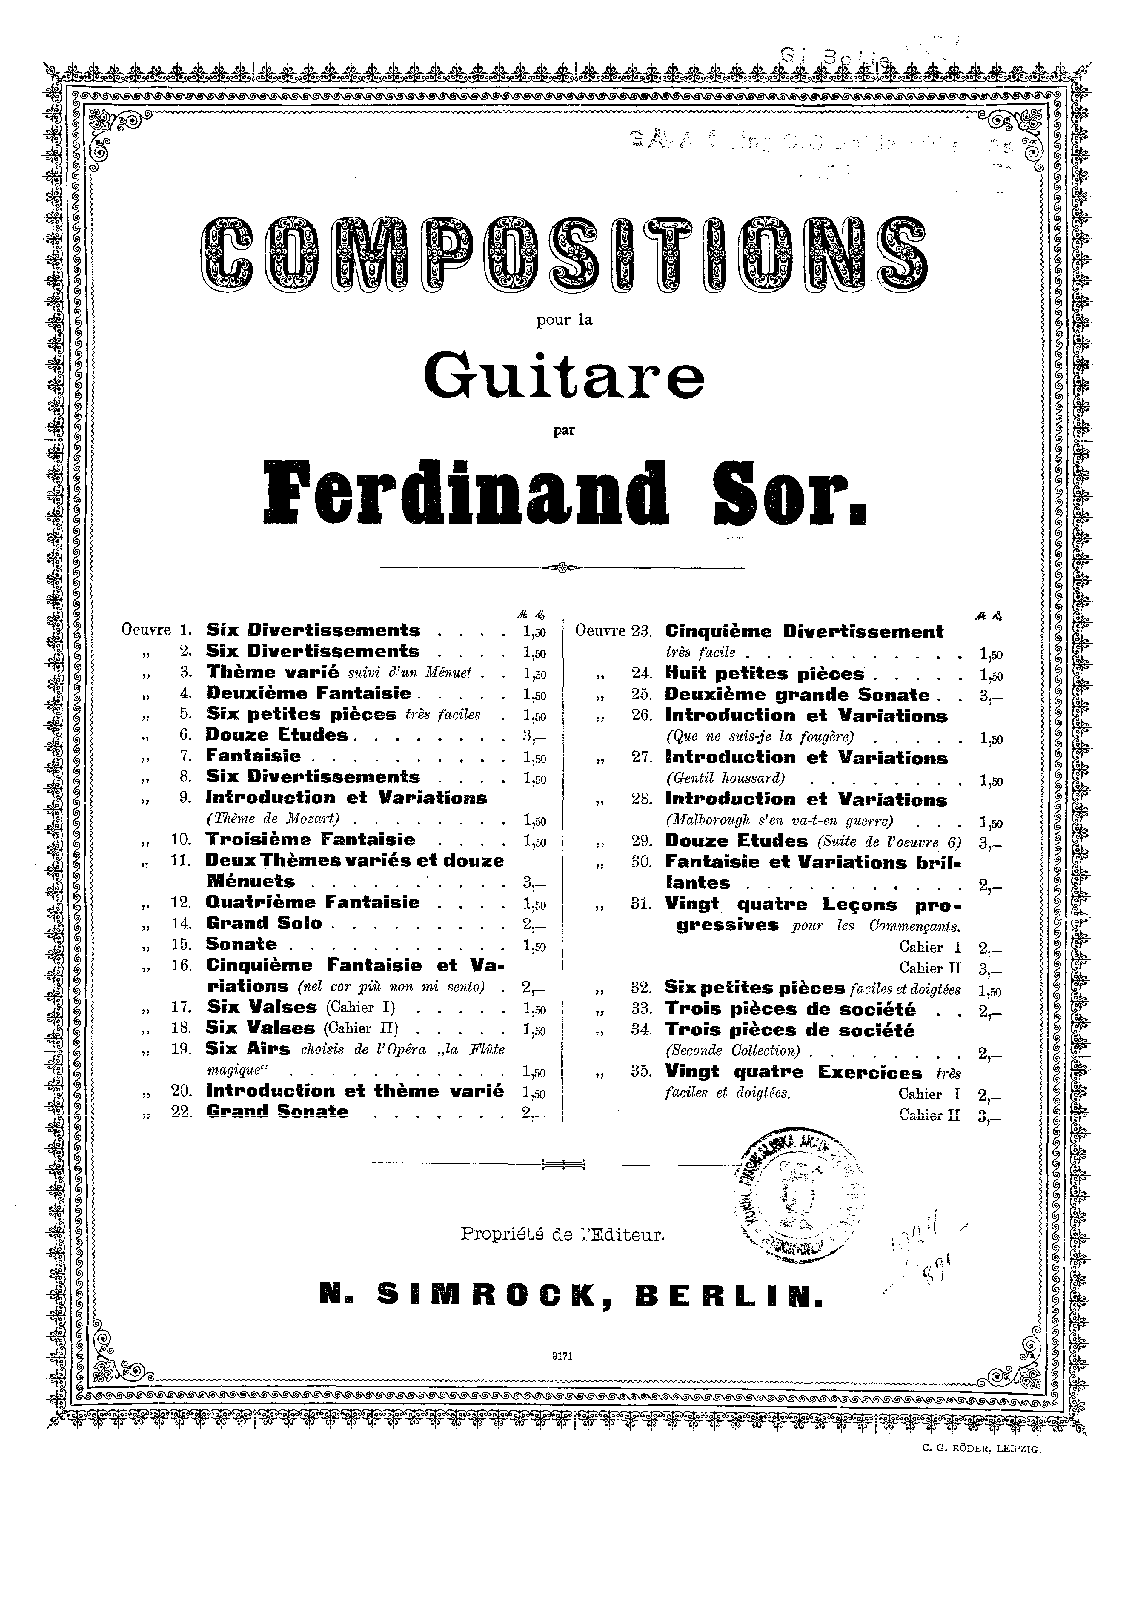 COMPOSITIONS
pour la
Guitare
par
Ferdinand Sor.
M. ₰.
Oeuvre 1. Six Divertissements . . . . 1,50
„ 2. Six Divertissements . . . . 1,50
„ 3. Thème varié suivi d'un Ménuet . . 1,50
„ 4. Deuxième Fantaisie . . . . . 1,50
„ 5. Six petites pièces très faciles . 1,50
„ 6. Douze Etudes . . . . . . . . 3,—
„ 7. Fantaisie . . . . . . . . . . 1,50
„ 8. Six Divertissements . . . . 1,50
„ 9. Introduction et Variations
(Thème de Mozart) . . . . . . . . 1,50
„ 10. Troisième Fantaisie . . . . 1,50
„ 11. Deux Thèmes variés et douze
Ménuets . . . . . . . . . . 3,—
„ 12. Quatrième Fantaisie . . . . 1,50
„ 14. Grand Solo . . . . . . . . . 2,—
„ 15. Sonate . . . . . . . . . . . 1,50
„ 16. Cinquième Fantaisie et Va-
riations (nel cor più non mi sento) . 2,—
„ 17. Six Valses (Cahier I) . . . . . 1,50
„ 18. Six Valses (Cahier II) . . . . . 1,50
„ 19. Six Airs choisis de l'Opéra „la Flûte
magique“ . . . . . . . . . . . 1,50
„ 20. Introduction et thème varié 1,50
„ 22. Grand Sonate . . . . . . . 2,—
M. ₰.
Oeuvre 23. Cinquième Divertissement
très facile . . . . . . . . . . . . 1,50
„ 24. Huit petites pièces . . . . . 1,50
„ 25. Deuxième grande Sonate . . 3,—
„ 26. Introduction et Variations
(Que ne suis-je la fougère) . . . . . 1,50
„ 27. Introduction et Variations
(Gentil houssard) . . . . . . . . 1,50
„ 28. Introduction et Variations
(Malborough s'en va-t-en guerre) . . . 1,50
„ 29. Douze Etudes (Suite de l'oeuvre 6) 3,—
„ 30. Fantaisie et Variations bril-
lantes . . . . . . . . . . . 2,—
„ 31. Vingt quatre Leçons pro-
gressives pour les Commençants.
Cahier I 2,—
Cahier II 3,—
„ 32. Six petites pièces faciles et doigtées 1,50
„ 33. Trois pièces de société . . 2,—
„ 34. Trois pièces de société
(Seconde Collection) . . . . . . . . 2,—
„ 35. Vingt quatre Exercices très
faciles et doigtées. Cahier I 2,—
Cahier II 3,—
Propriété de l'Editeur.
N. SIMROCK, BERLIN.
9171
C. G. RÖDER, LEIPZIG.